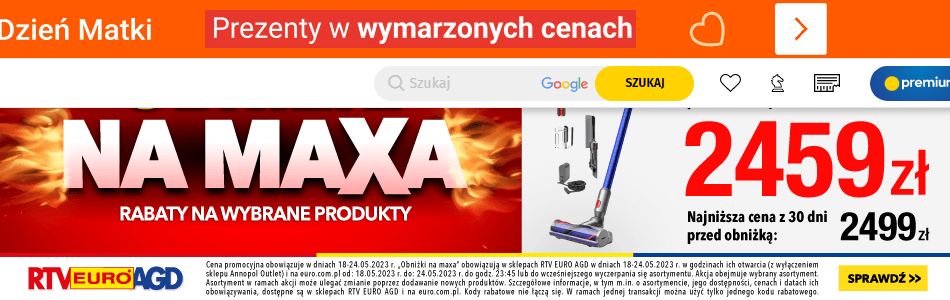 Dzień Matki
Prezenty w wymarzonych cenach
Szukaj
Google
SZUKAJ
premium
NA MAXA
RABATY NA WYBRANE PRODUKTY
2459 zł
Najniższa cena z 30 dni
przed obniżką:
2499 zł
RTV EURO AGD
Cena promocyjna obowiązuje w dniach 18-24.05.2023 r. „Obniżki na maxa" obowiązują w sklepach RTV EURO AGD w dniach 18-24.05.2023 r. w godzinach ich otwarcia (z wyłączeniem
sklepu Annopol Outlet) i na euro.com.pl od: 18.05.2023 r. do: 24.05.2023 r. do godz. 23:45 lub do wcześniejszego wyczerpania się asortymentu. Akcja obejmuje wybrany asortyment.
Asortyment w ramach akcji może ulegać zmianie poprzez dodawanie nowych produktów. Szczegółowe informacje, w tym m.in. o asortymencie, jego dostępności, cenach i datach ich
obowiązywania, dostępne są w sklepach RTV EURO AGD i na euro.com.pl. Kody rabatowe nie łączą się. W ramach jednej transakcji można użyć tylko jednego kodu rabatowego.
SPRAWDŹ >>